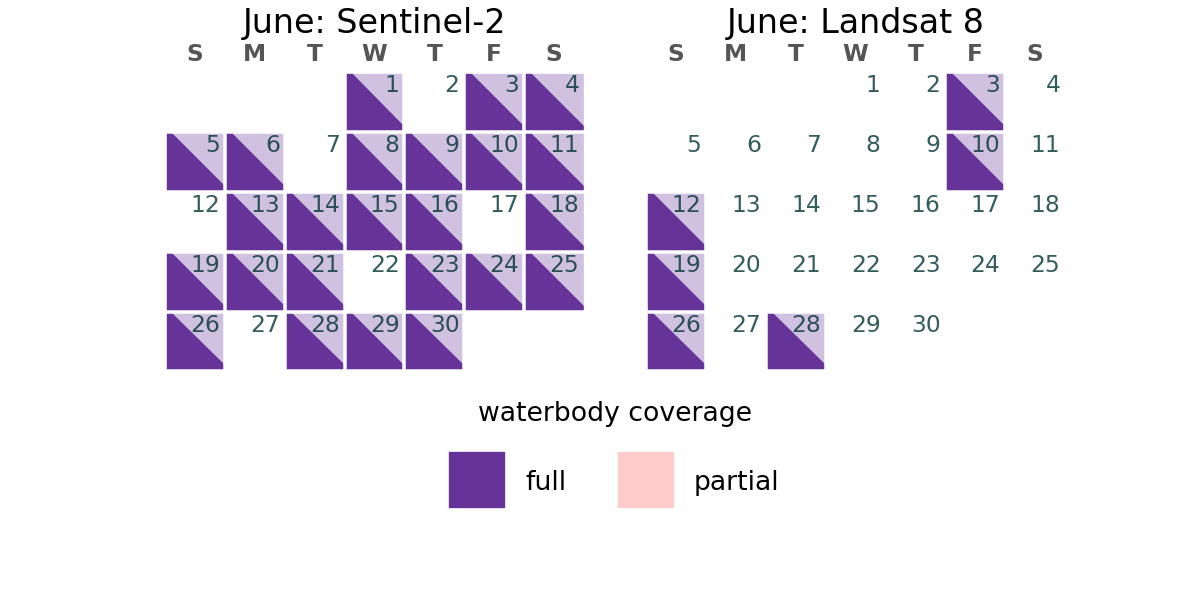 June: Sentinel-2
S M T W T F S
1 2 3 4
5 6 7 8 9 10 11
12 13 14 15 16 17 18
19 20 21 22 23 24 25
26 27 28 29 30
June: Landsat 8
S M T W T F S
1 2 3 4
5 6 7 8 9 10 11
12 13 14 15 16 17 18
19 20 21 22 23 24 25
26 27 28 29 30
waterbody coverage
full
partial